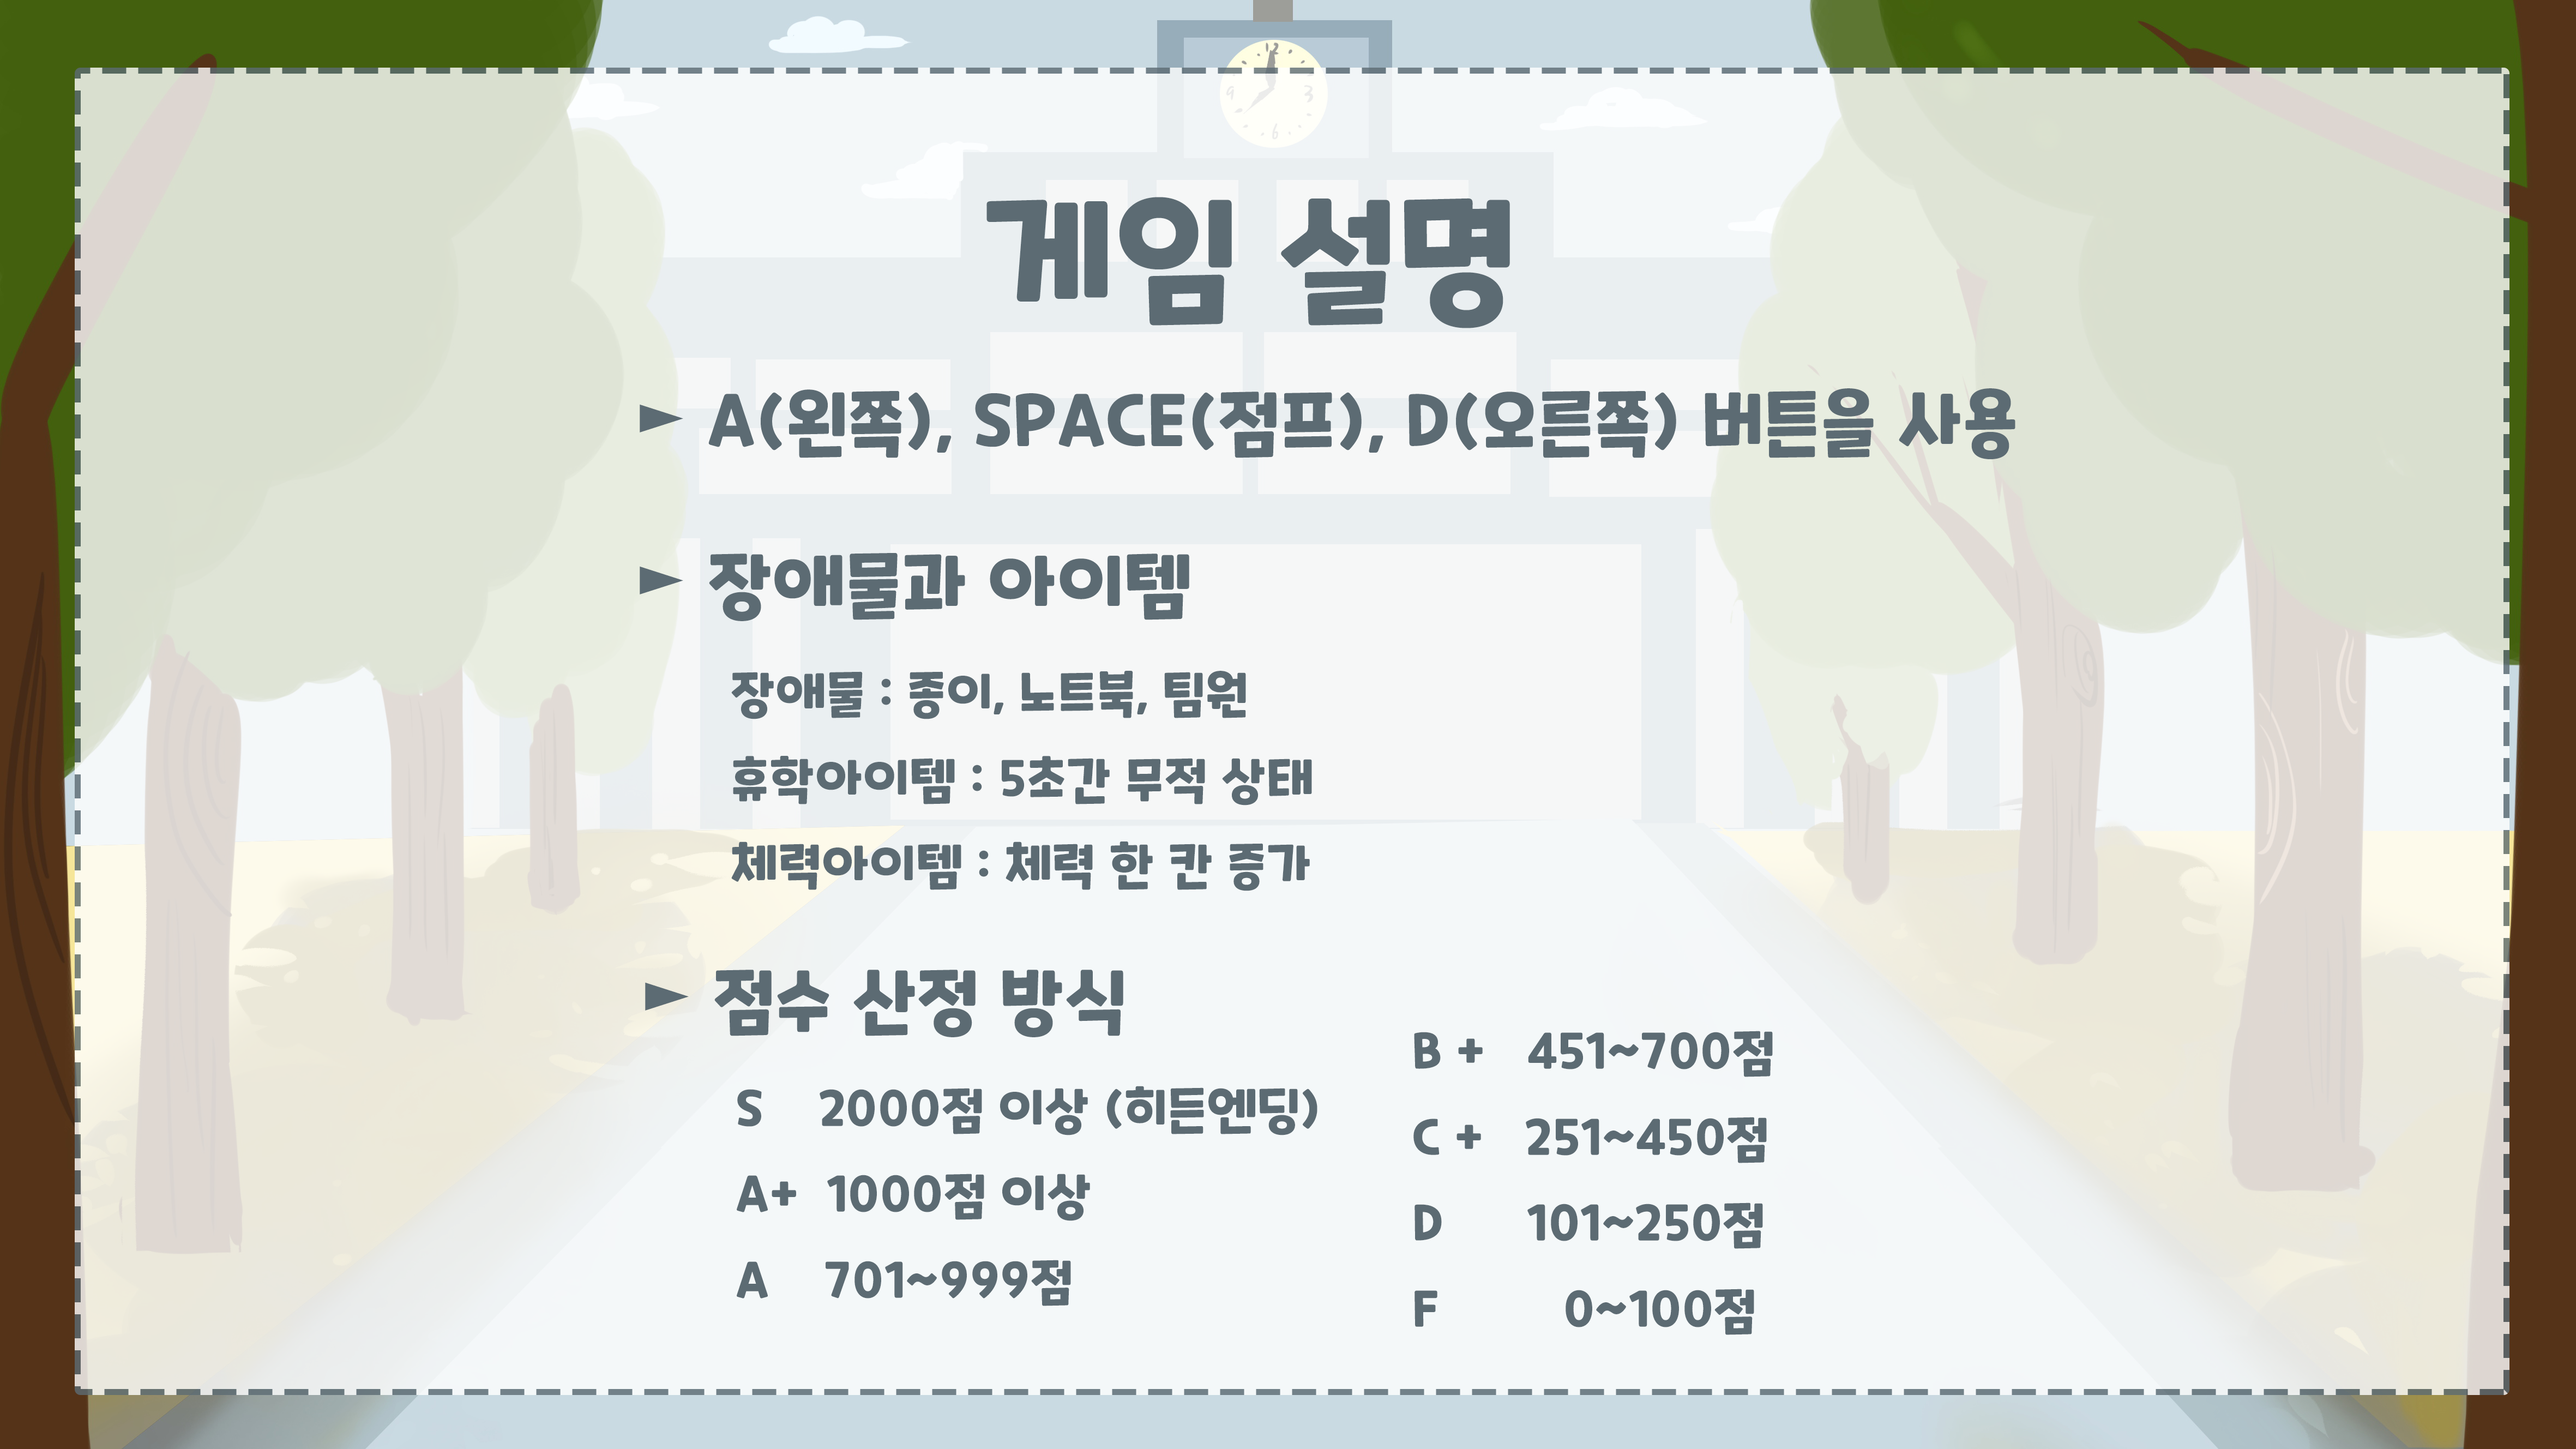 12
3
6
9
게임 설명
► A(왼쪽), SPACE(점프), D(오른쪽) 버튼을 사용
► 장애물과 아이템
장애물 : 종이, 노트북, 팀원
휴학아이템 : 5초간 무적 상태
체력아이템 : 체력 한 칸 증가
► 점수 산정 방식
S 2000점 이상 (히든엔딩)
A+ 1000점 이상
A 701~999점
B + 451~700점
C + 251~450점
D 101~250점
F 0~100점